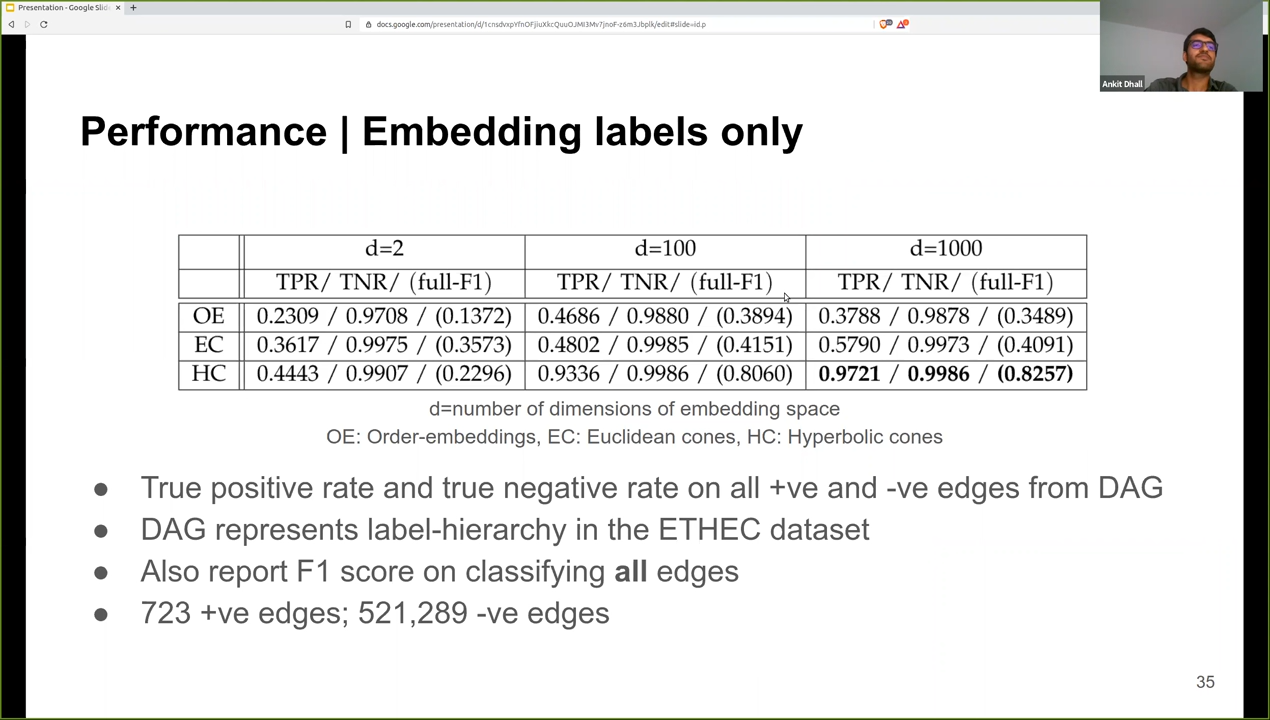 Presentation - Google Slid
docs.google.com/presentation/d/1cnsdvxpYfnOFjiuXkcQuuOJMI3Mv7jnoF-z6m3Jbplk/edit#slide=id.p
Ankit Dhall
Performance | Embedding labels only
d=2 d=100 d=1000
TPR/ TNR/ (full-F1) TPR/ TNR/ (full-F1) TPR/ TNR/ (full-F1)
OE 0.2309 / 0.9708 / (0.1372) 0.4686 / 0.9880 / (0.3894) 0.3788 / 0.9878 / (0.3489)
EC 0.3617 / 0.9975 / (0.3573) 0.4802 / 0.9985 / (0.4151) 0.5790 / 0.9973 / (0.4091)
HC 0.4443 / 0.9907 / (0.2296) 0.9336 / 0.9986 / (0.8060) 0.9721 / 0.9986 / (0.8257)
d=number of dimensions of embedding space
OE: Order-embeddings, EC: Euclidean cones, HC: Hyperbolic cones
● True positive rate and true negative rate on all +ve and -ve edges from DAG
● DAG represents label-hierarchy in the ETHEC dataset
● Also report F1 score on classifying all edges
● 723 +ve edges; 521,289 -ve edges
35